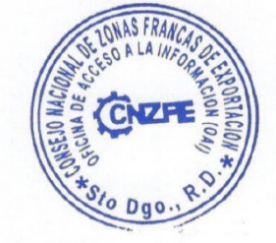 CONSEJO NACIONAL DE ZONAS FRANCAS DE EXPORTACION
OFICINA DE ACCESO A LA INFORMACION (OAI)
CNZFE
*Sto Dgo., R.D.*